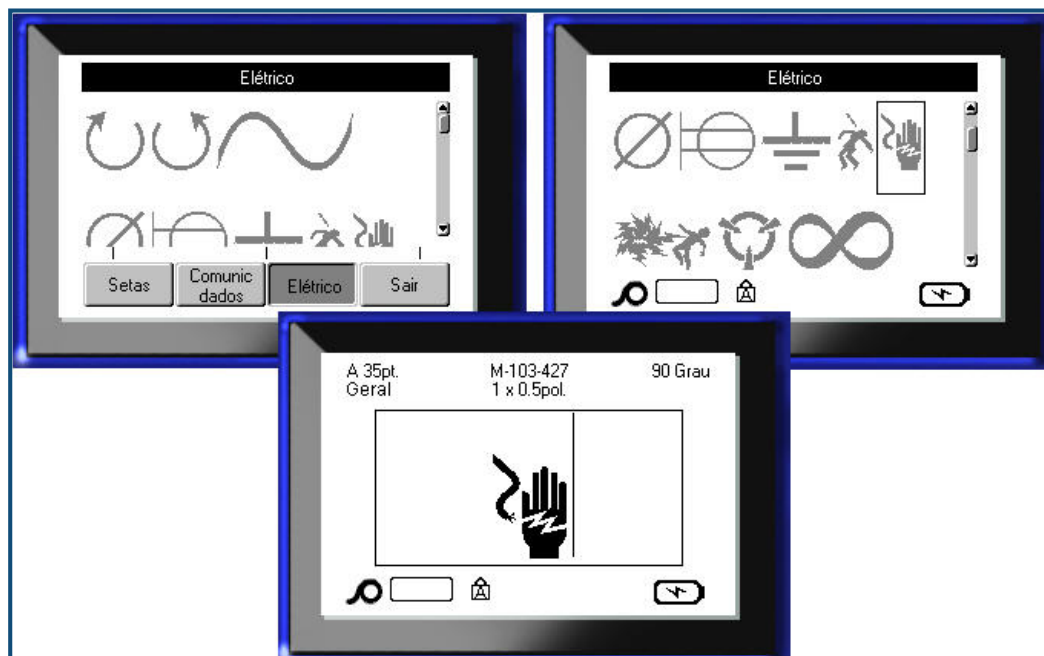 Elétrico
Setas
Comunic
dados
Elétrico
Sair
Elétrico
A
A 35pt.
M-103-427
90 Grau
Geral
1 x 0.5pol.
A